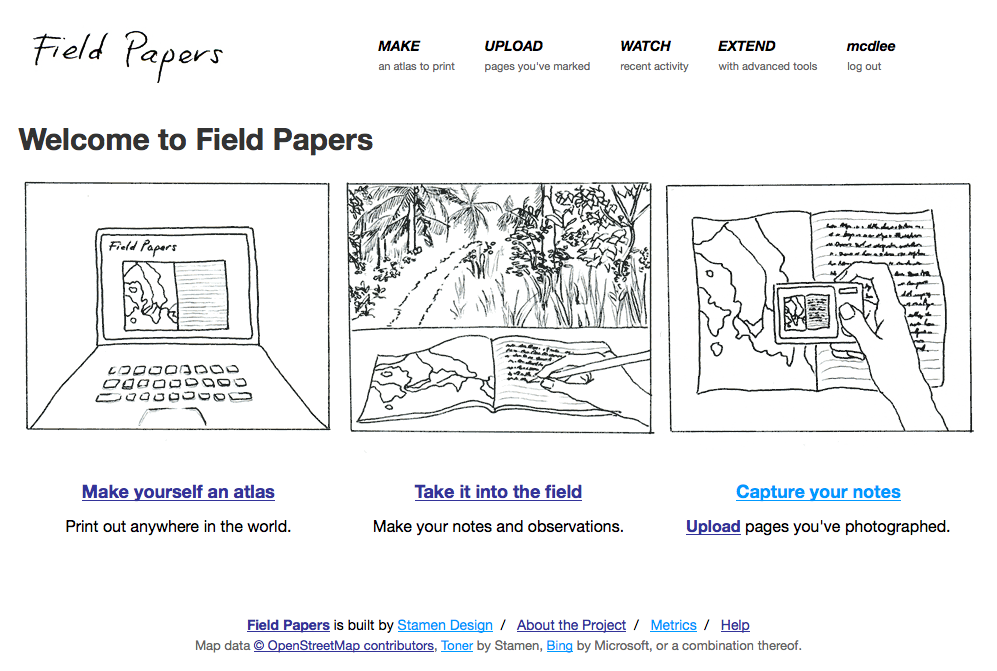 Field Papers
MAKE
an atlas to print
UPLOAD
pages you've marked
WATCH
recent activity
EXTEND
with advanced tools
mcdlee
log out
Welcome to Field Papers
Field Papers
Make yourself an atlas
Print out anywhere in the world.
Take it into the field
Make your notes and observations.
Capture your notes
Upload pages you've photographed.
Field Papers is built by Stamen Design / About the Project / Metrics / Help
Map data © OpenStreetMap contributors, Toner by Stamen, Bing by Microsoft, or a combination thereof.